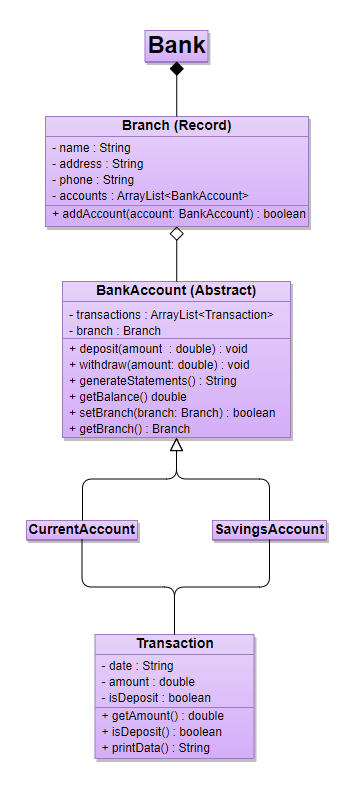 Bank
Branch (Record)
- name : String
- address : String
- phone : String
- accounts : ArrayList<BankAccount>
+ addAccount(account: BankAccount) : boolean
BankAccount (Abstract)
- transactions : ArrayList<Transaction>
- branch : Branch
+ deposit(amount : double) : void
+ withdraw(amount: double) : void
+ generateStatements() : String
+ getBalance() double
+ setBranch(branch: Branch) : boolean
+ getBranch() : Branch
CurrentAccount
SavingsAccount
Transaction
- date : String
- amount : double
- isDeposit : boolean
+ getAmount() : double
+ isDeposit() : boolean
+ printData() : String